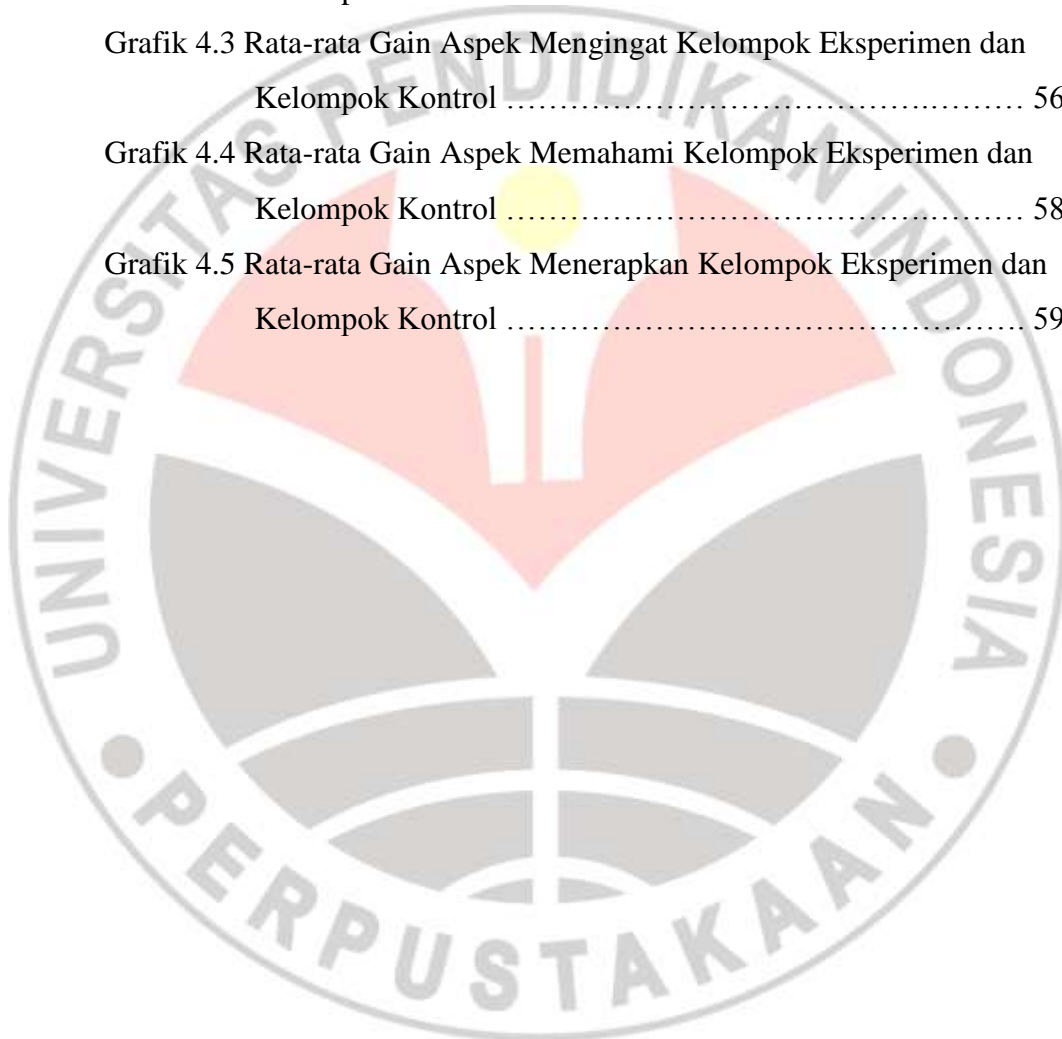 Grafik 4.3 Rata-rata Gain Aspek Mengingat Kelompok Eksperimen dan
Kelompok Kontrol ………………………………………….……… 56
Grafik 4.4 Rata-rata Gain Aspek Memahami Kelompok Eksperimen dan
Kelompok Kontrol ………………………………………………… 58
Grafik 4.5 Rata-rata Gain Aspek Menerapkan Kelompok Eksperimen dan
Kelompok Kontrol …………………………………………………. 59
UNIVERSITAS PENDIDIKAN INDONESIA
• PERPUSTAKAAN •